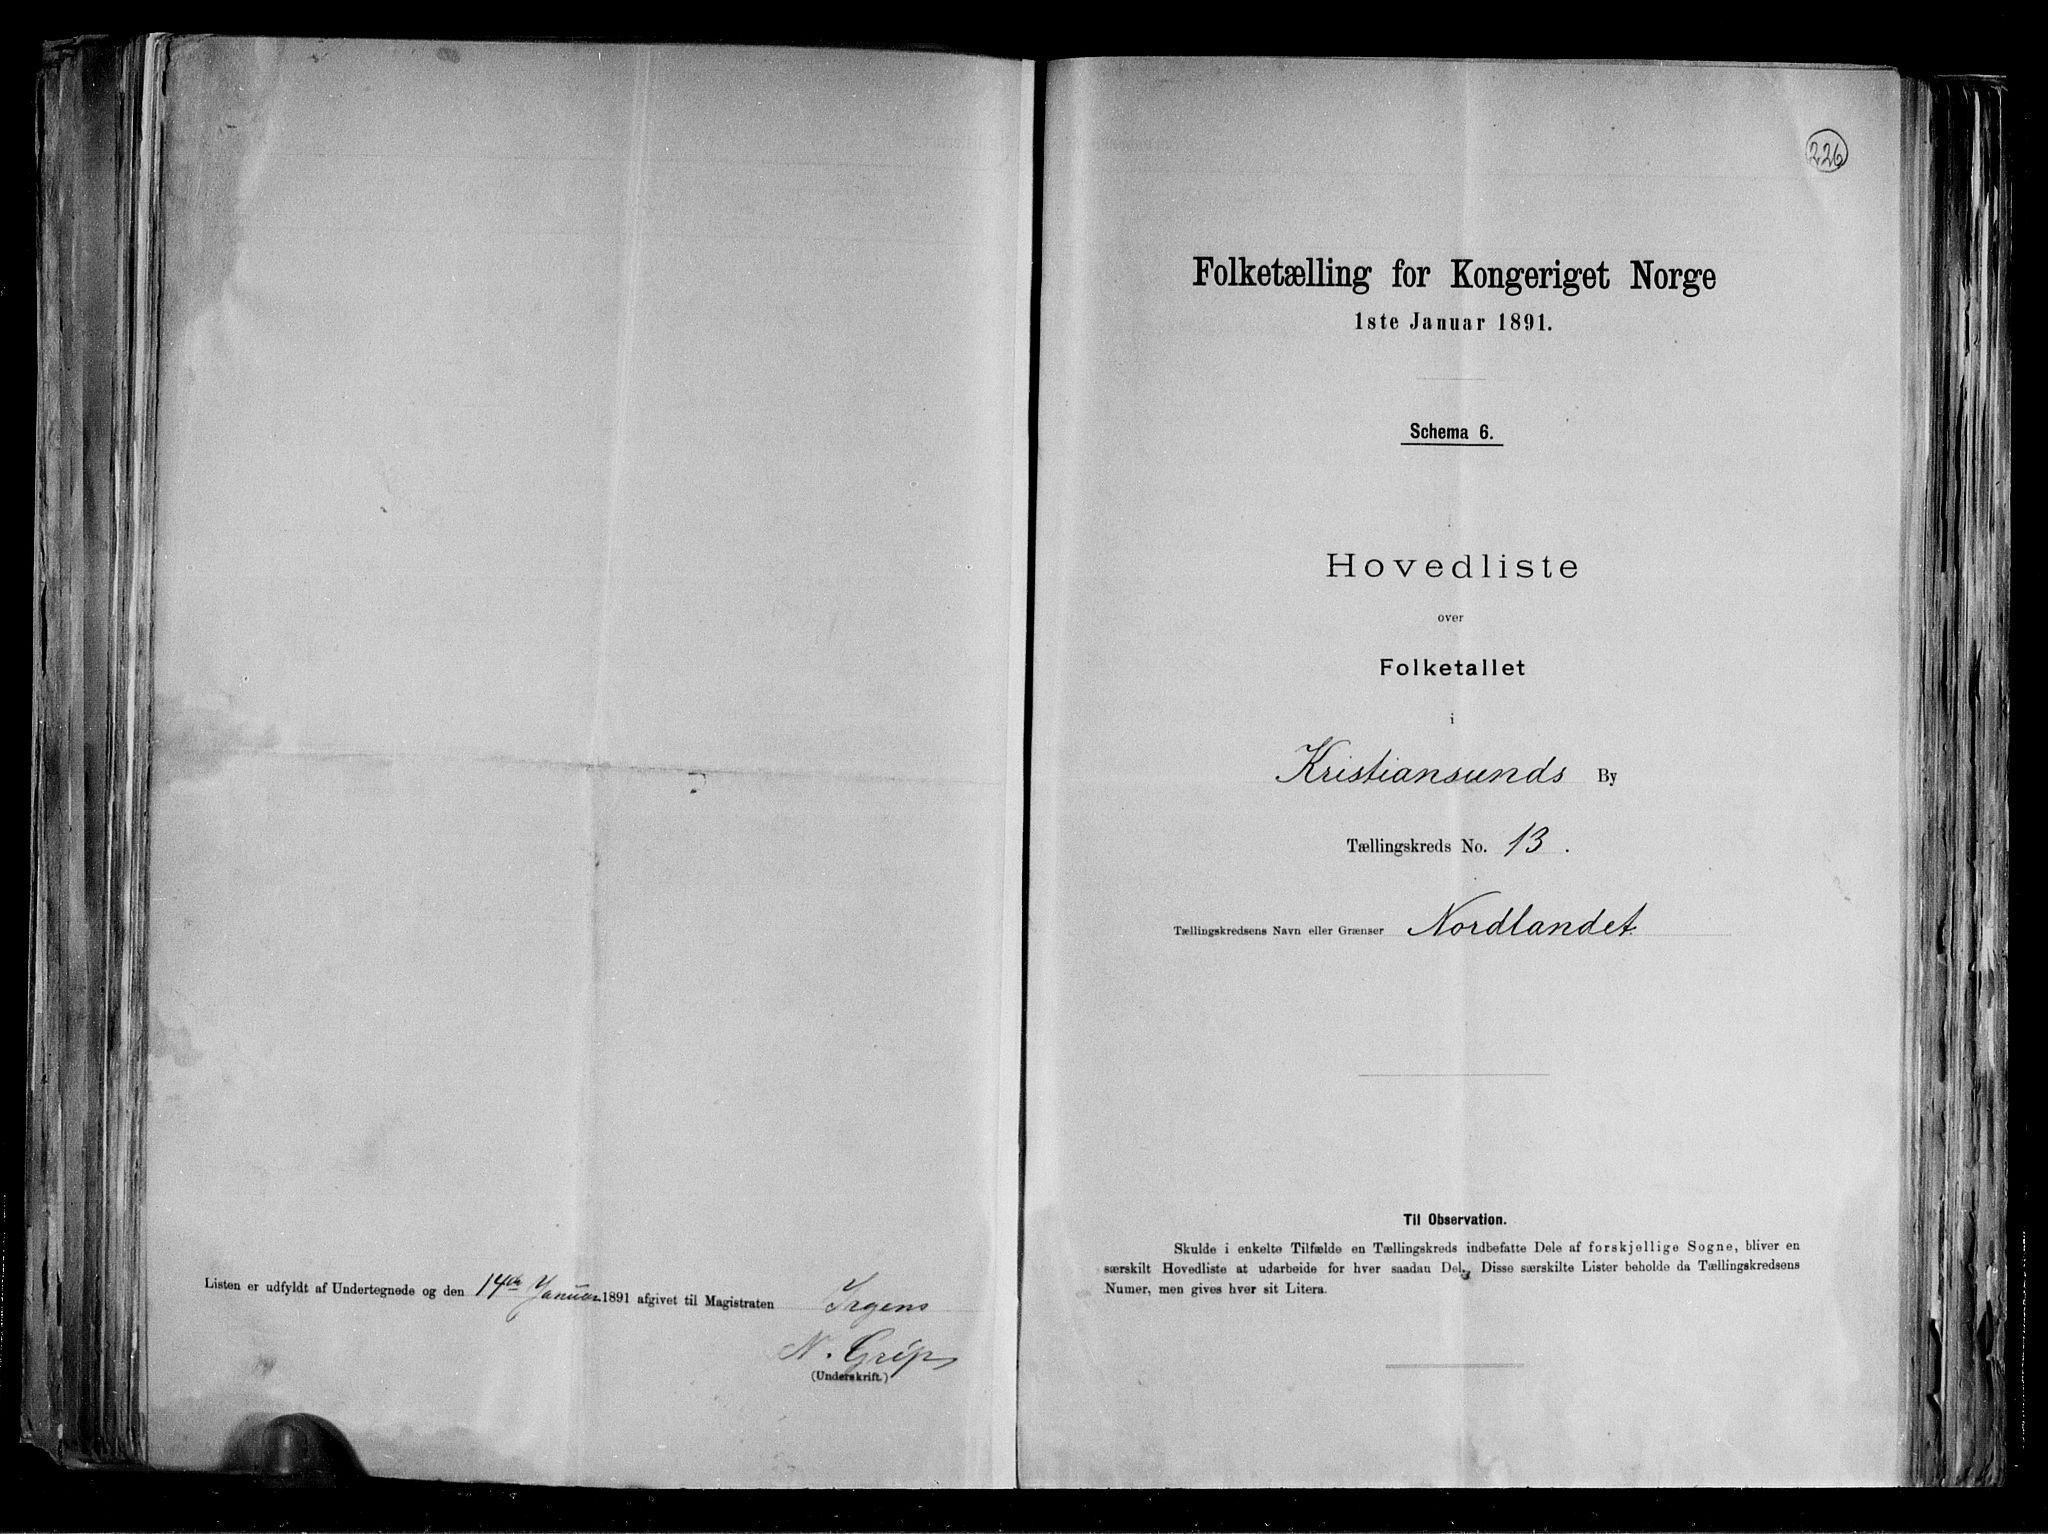 Listen er udfyldt af Undertegnede og den 14de Januar 1891 afgivet til Magistraten Irgens
N. Grip
(Underskrift.)
226
Folketælling for Kongeriget Norge
1ste Januar 1891.
Schema 6.
Hovedliste
over
Folketallet
i
Kristiansunds By
Tællingskreds No. 13.
Tællingskredsens Navn eller Grænser Nordlandet.
Til Observation.
Skulde i enkelte Tilfælde en Tællingskreds indbefatte Dele af forskjellige Sogne, bliver en
særskilt Hovedliste at udarbeide for hver saadan Del. Disse særskilte Lister beholde da Tællingskredsens
Numer, men gives hver sit Litera.